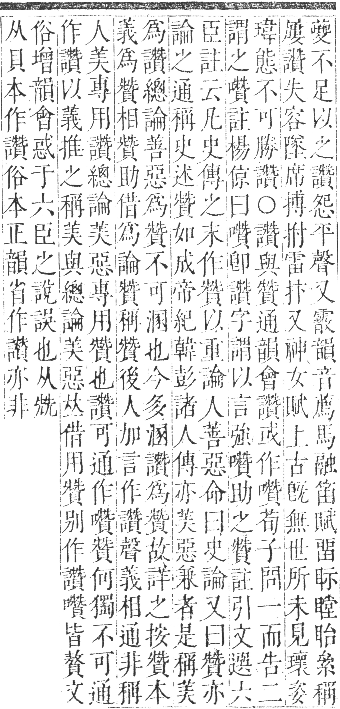 夔不足以之讚怨平聲又霰韻音薦馬融笛賦留眎瞠眙絫稱
屢讚失容墜席搏拊雷抃又神女賦上古旣無世所未見瓌姿
瑋態不可勝讚○讚與贊通韻會讚或作囋荀子問一而告二
謂之囋註楊倞曰囋卽讚字謂以言強囋助之贊註引文選六
臣註云凡史傳之末作贊以重論人善惡命曰史論又曰贊亦
論之通稱史述贊如成帝紀韓彭諸人傳亦美惡兼者是稱美
爲讚總論善惡爲贊不可溷也今多溷讚爲贊故詳之按贊本
義爲贊相贊助借爲論贊稱贊後人加言作讚聲義相通非稱
人美專用讚總論美惡專用贊也讚可通作囋贊何獨不可通
作讚以義推之稱美與總論美惡𠀤借用贊別作讚囋皆贅文
俗增韻會惑于六臣之說誤也从兟
从貝本作讚俗本正韻省作讃亦非